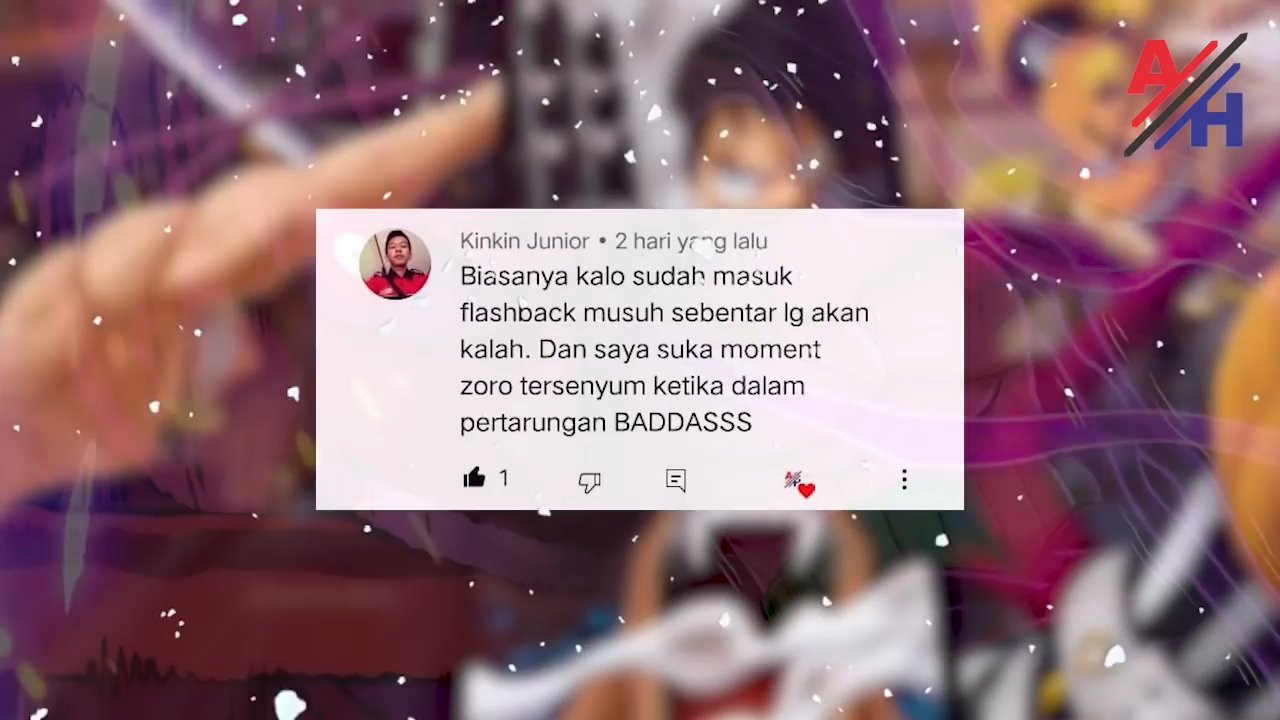 A/H
Kinkin Junior • 2 hari yang lalu
Biasanya kalo sudah masuk
flashback musuh sebentar lg akan
kalah. Dan saya suka moment
zoro tersenyum ketika dalam
pertarungan BADDASSS
1